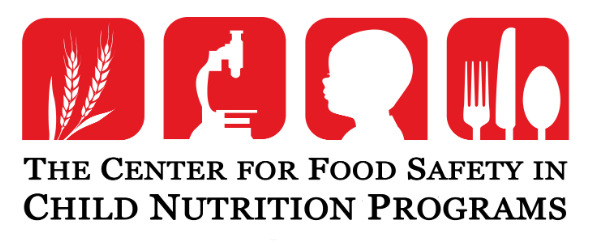 THE CENTER FOR FOOD SAFETY IN
CHILD NUTRITION PROGRAMS